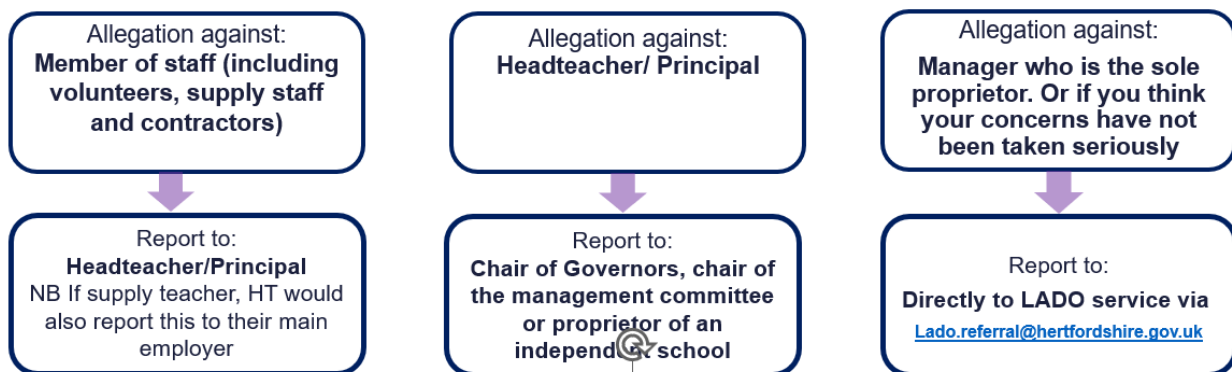 Allegation against:
Member of staff (including
volunteers, supply staff
and contractors)
Report to:
Headteacher/Principal
NB If supply teacher, HT would
also report this to their main
employer
Allegation against:
Headteacher/ Principal
Report to:
Chair of Governors, chair of
the management committee
or proprietor of an
independent school
Allegation against:
Manager who is the sole
proprietor. Or if you think
your concerns have not
been taken seriously
Report to:
Directly to LADO service via
Lado.referral@hertfordshire.gov.uk